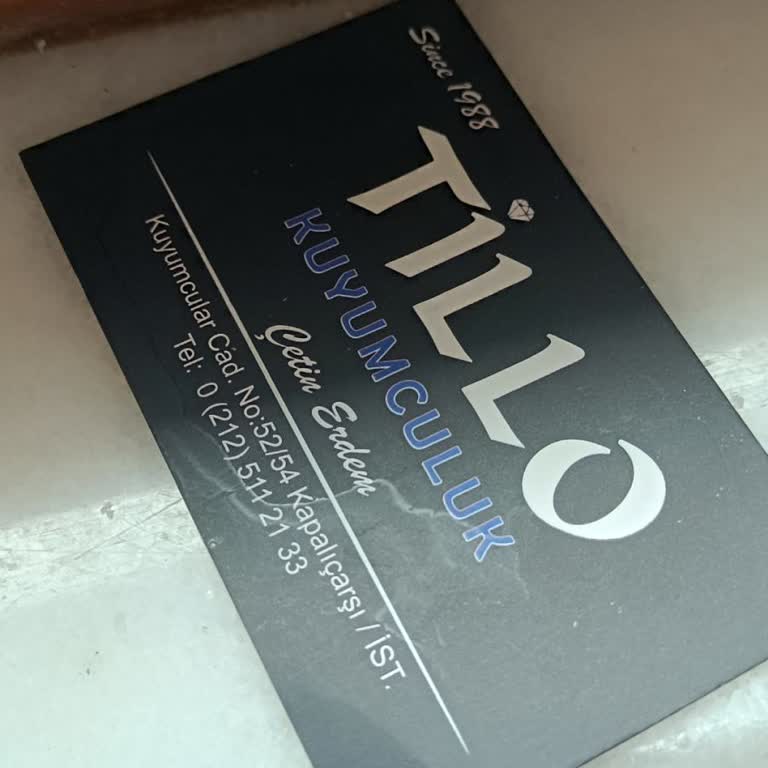 Since 1988
TİLLO
KUYUMCULUK
Çetin Erdem
Kuyumcular Cad. No:52/54 Kapalıçarşı / İST.
Tel: 0 (212) 511 21 33